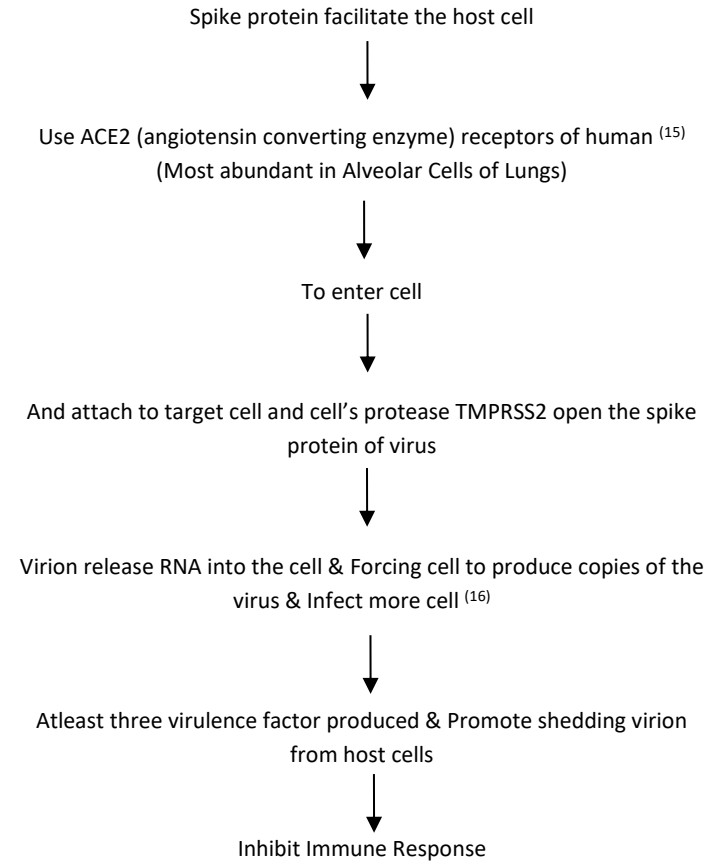 Spike protein facilitate the host cell
Use ACE2 (angiotensin converting enzyme) receptors of human (15)
(Most abundant in Alveolar Cells of Lungs)
To enter cell
And attach to target cell and cell's protease TMPRSS2 open the spike
protein of virus
Virion release RNA into the cell & Forcing cell to produce copies of the
virus & Infect more cell (16)
Atleast three virulence factor produced & Promote shedding virion
from host cells
Inhibit Immune Response